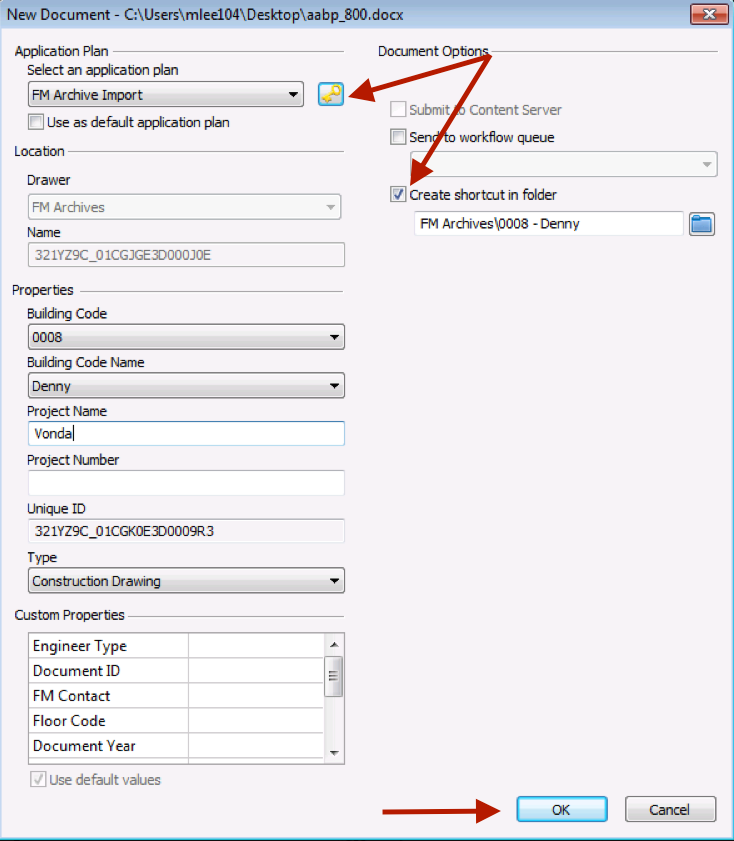 New Document - C:\Users\mlee104\Desktop\aabp_800.docx
Application Plan
Select an application plan
FM Archive Import
Use as default application plan
Location
Drawer
FM Archives
Name
321YZ9C_01CGJGE3D000J0E
Properties
Building Code
0008
Building Code Name
Denny
Project Name
Vonda
Project Number
Unique ID
321YZ9C_01CGK0E3D0009R3
Type
Construction Drawing
Custom Properties
Engineer Type
Document ID
FM Contact
Floor Code
Document Year
Use default values
Document Options
Submit to Content Server
Send to workflow queue
Create shortcut in folder
FM Archives\0008 - Denny
OK
Cancel